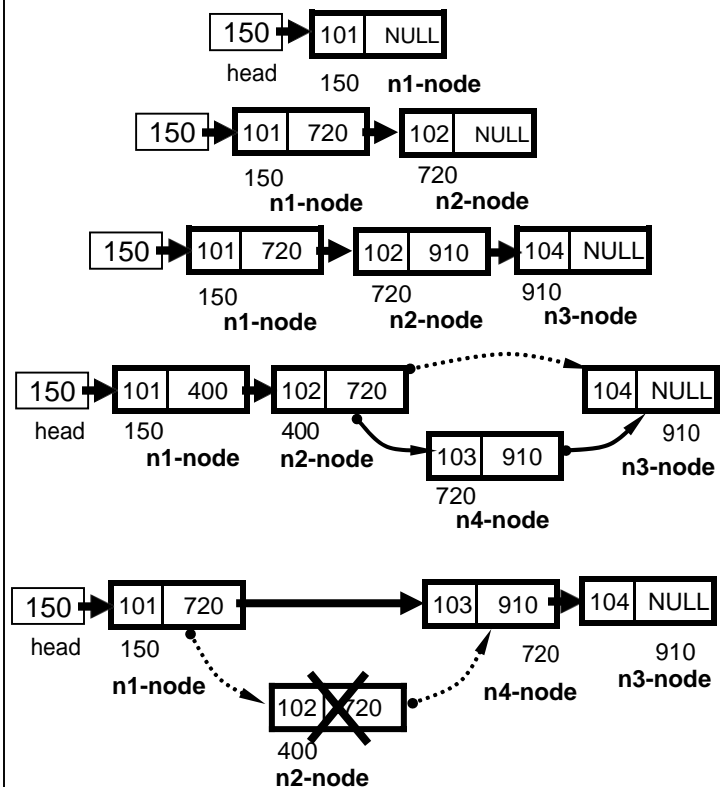 150 101 NULL
head
150 n1-node
150 101 720 102 NULL
150 720
n1-node n2-node
150 101 720 102 910 104 NULL
150 720 910
n1-node n2-node n3-node
150 101 400 102 720 104 NULL
head 150 400 910
n1-node n2-node n3-node
103 910
720
n4-node
150 101 720 103 910 104 NULL
head 150 720 910
n1-node n4-node n3-node
102 720
400
n2-node